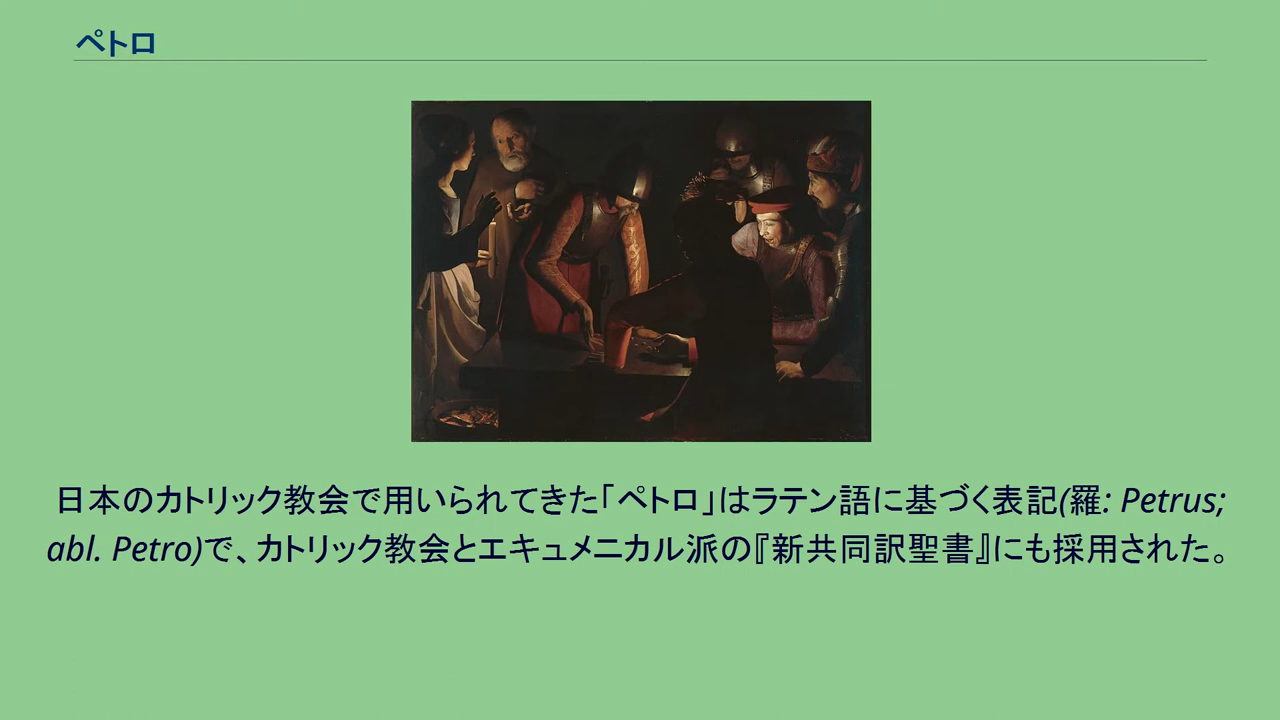 ペトロ
日本のカトリック教会で用いられてきた「ペトロ」はラテン語に基づく表記(羅: Petrus;
abl. Petro)で、カトリック教会とエキュメニカル派の『新共同訳聖書』にも採用された。